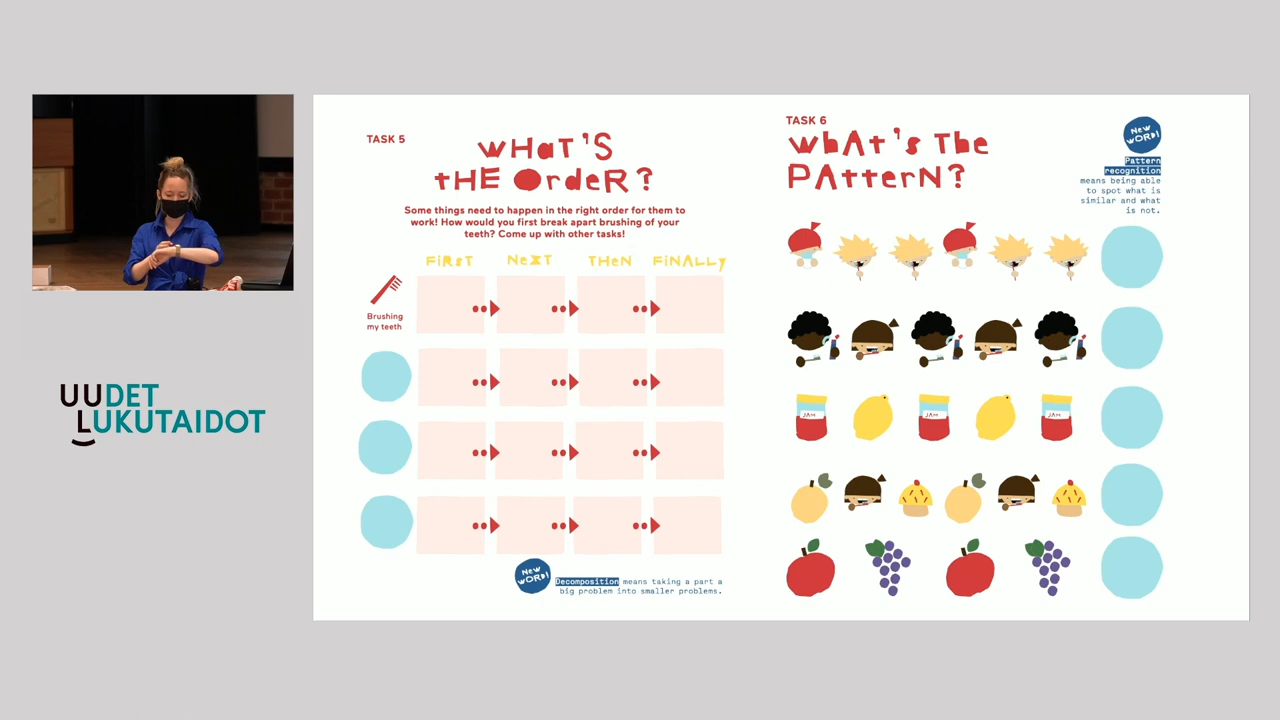 UUDET
LUKUTAIDOT
TASK 5
WHaT'S
tHE OrdeR?
Some things need to happen in the right order for them to
work! How would you first break apart brushing of your
teeth? Come up with other tasks!
FiRST NeXT THeN FiNALLy
Brushing
my teeth
New
WORD!
Decomposition means taking a part a
big problem into smaller problems.
TASK 6
whAt's The
PAtterN?
New
WORD!
Pattern
recognition
means being able
to spot what is
similar and what
is not.
JAM JAM JAM